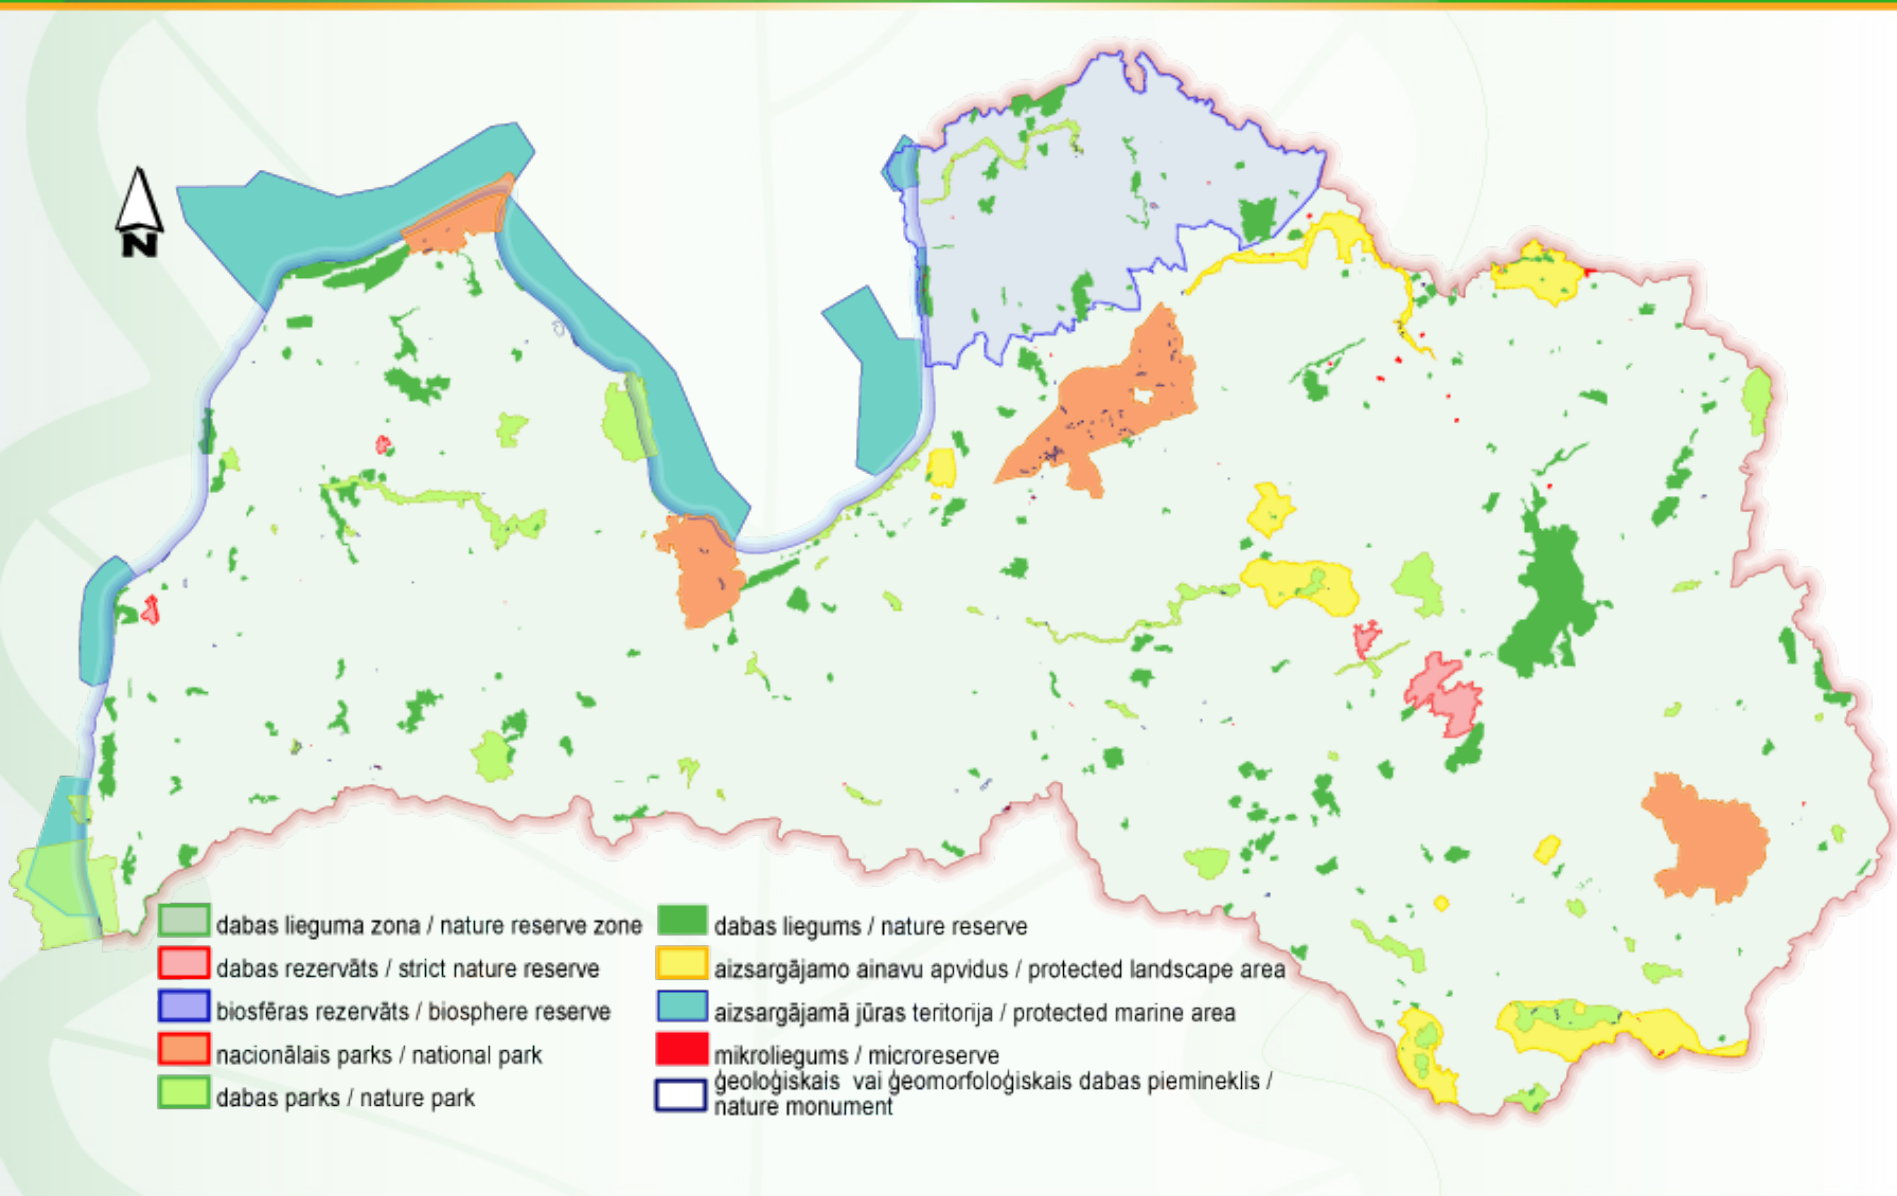 N
dabas lieguma zona / nature reserve zone
dabas rezervāts / strict nature reserve
biosfēras rezervāts / biosphere reserve
nacionālais parks / national park
dabas parks / nature park
dabas liegums / nature reserve
aizsargājamo ainavu apvidus / protected landscape area
aizsargājamā jūras teritorija / protected marine area
mikroliegums / microreserve
ģeoloģiskais vai ģeomorfoloģiskais dabas piemineklis /
nature monument